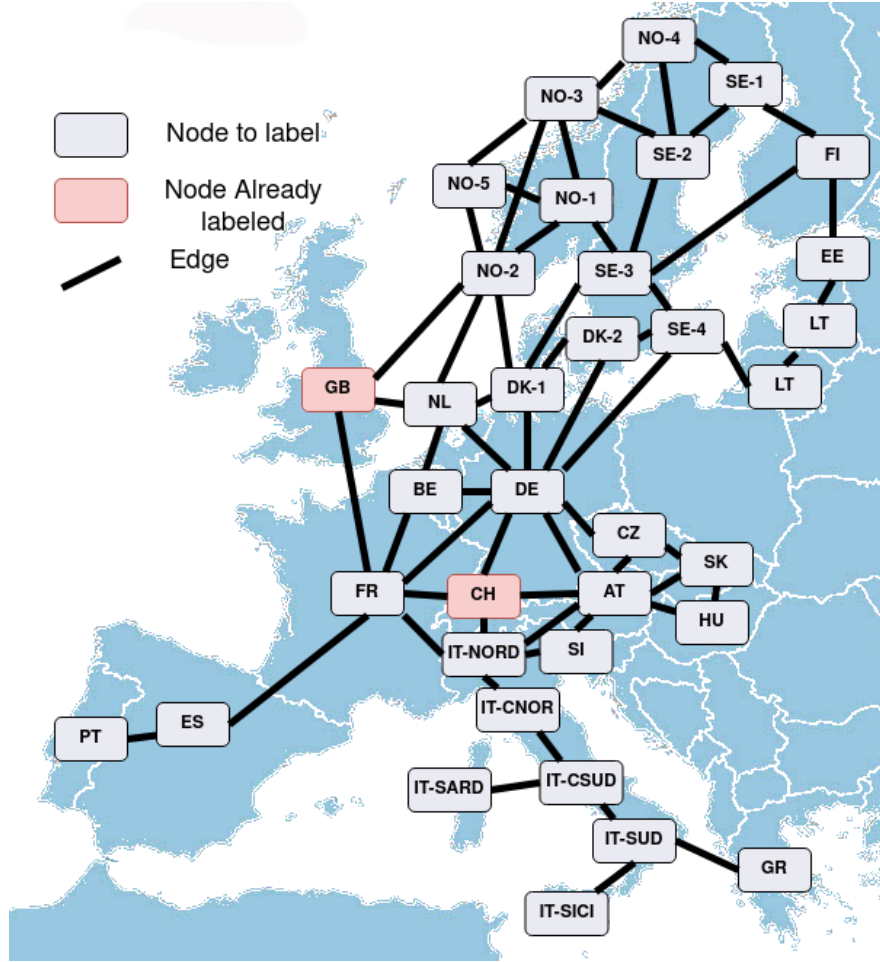 NO-4
SE-1
NO-3
Node to label
SE-2
FI
Node Already
labeled
NO-5
NO-1
Edge
NO-2
SE-3
EE
LT
SE-4
DK-2
GB
NL
DK-1
LT
BE
DE
CZ
SK
FR
CH
AT
HU
IT-NORD
SI
IT-CNOR
PT
ES
IT-SARD
IT-CSUD
IT-SUD
GR
IT-SICI